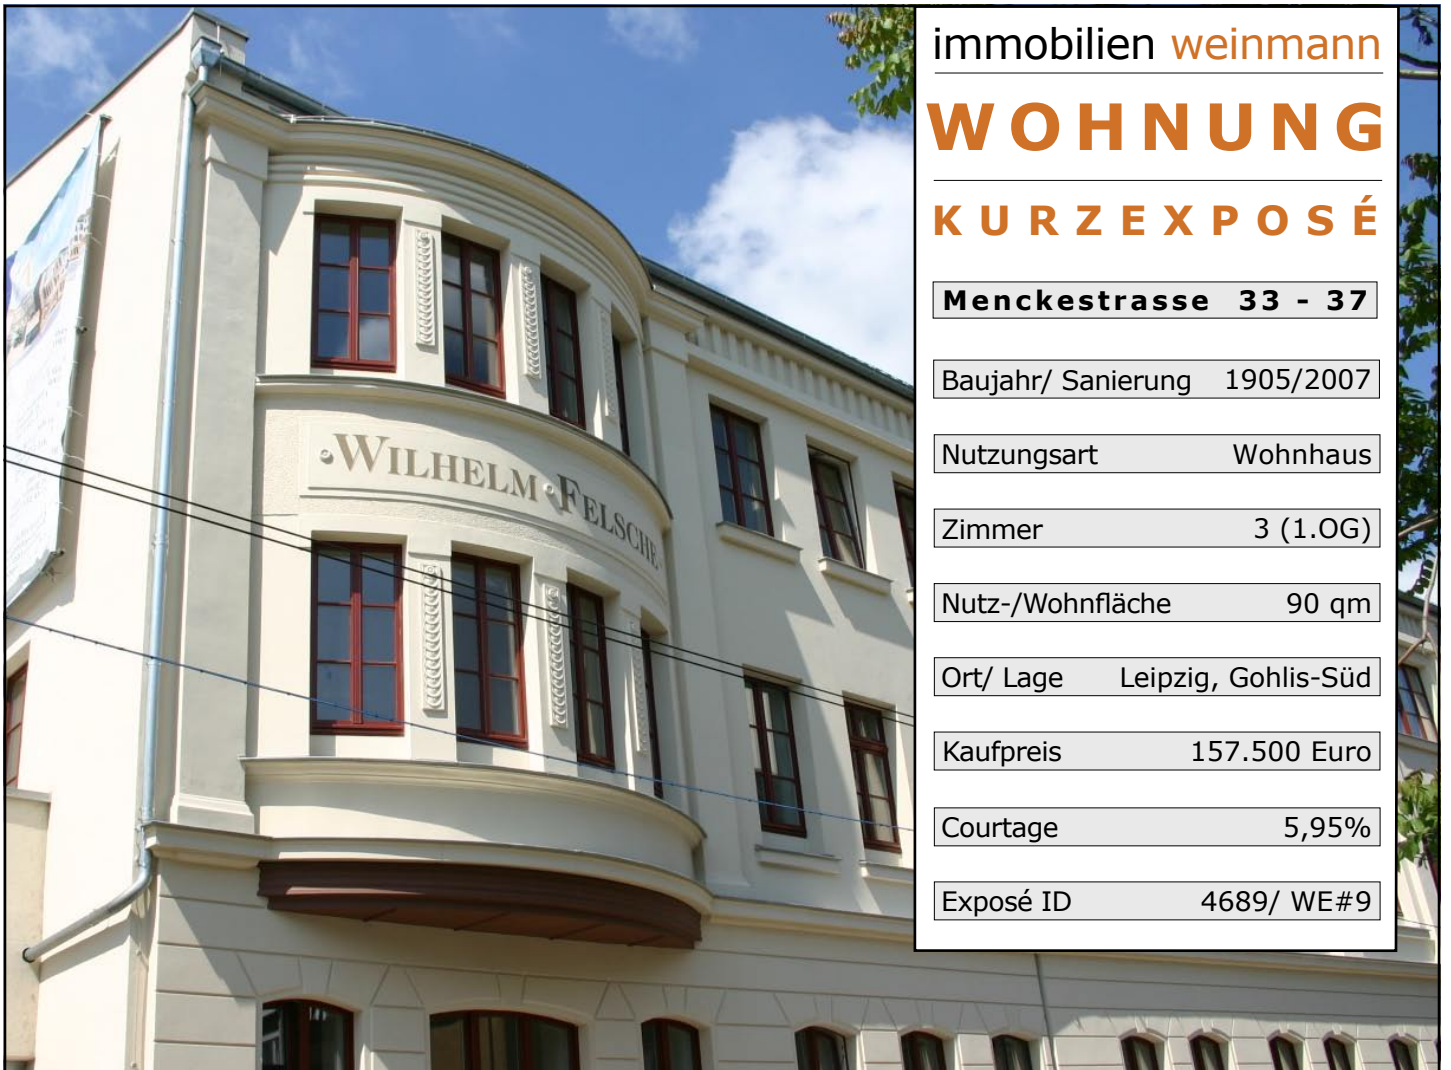 immobilien weinmann
WOHNUNG
KURZEXPOSÉ
Menckestrasse 33 - 37
Baujahr/ Sanierung 1905/2007
Nutzungsart Wohnhaus
Zimmer 3 (1.OG)
Nutz-/Wohnfläche 90 qm
Ort/ Lage Leipzig, Gohlis-Süd
Kaufpreis 157.500 Euro
Courtage 5,95%
Exposé ID 4689/ WE#9
·WILHELM·FELSCHE·